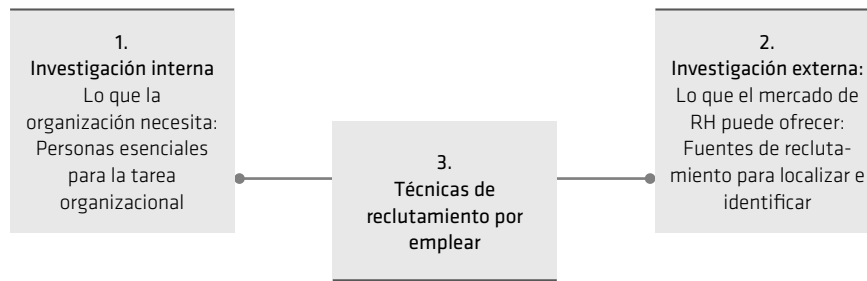 1.
Investigación interna
Lo que la
organización necesita:
Personas esenciales
para la tarea
organizacional
2.
Investigación externa:
Lo que el mercado de
RH puede ofrecer:
Fuentes de recluta-
miento para localizar e
identificar
3.
Técnicas de
reclutamiento por
emplear